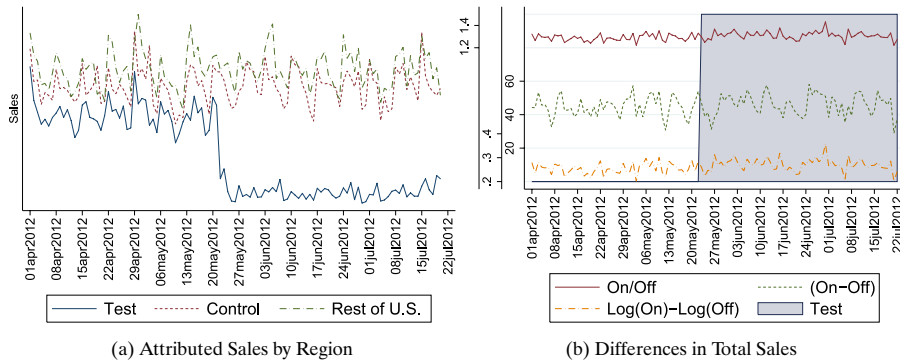 Sales
01apr2012
08apr2012
15apr2012
22apr2012
29apr2012
06may2012
13may2012
20may2012
27may2012
03jun2012
10jun2012
17jun2012
24jun2012
01jul2012
08jul2012
15jul2012
22jul2012
Test Control Rest of U.S.
(a) Attributed Sales by Region
1.2 1.4
.2 .3 .4
60
40
20
01apr2012
08apr2012
15apr2012
22apr2012
29apr2012
06may2012
13may2012
20may2012
27may2012
03jun2012
10jun2012
17jun2012
24jun2012
01jul2012
08jul2012
15jul2012
22jul2012
On/Off (On−Off)
Log(On)−Log(Off) Test
(b) Differences in Total Sales